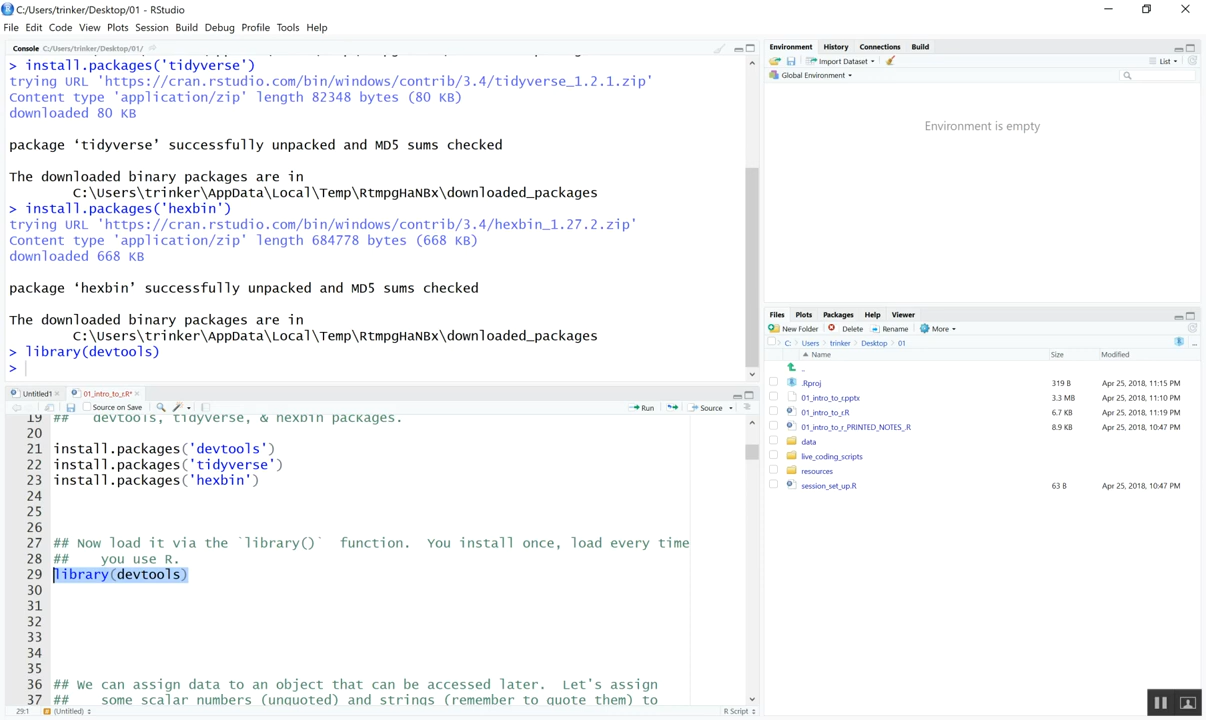 C:/Users/trinker/Desktop/01 - RStudio
File Edit Code View Plots Session Build Debug Profile Tools Help
Console C:/Users/trinker/Desktop/01/
> install.packages('tidyverse')
trying URL 'https://cran.rstudio.com/bin/windows/contrib/3.4/tidyverse_1.2.1.zip'
Content type 'application/zip' length 82348 bytes (80 KB)
downloaded 80 KB
package ‘tidyverse’ successfully unpacked and MD5 sums checked
The downloaded binary packages are in
C:\Users\trinker\AppData\Local\Temp\RtmpgHaNBx\downloaded_packages
> install.packages('hexbin')
trying URL 'https://cran.rstudio.com/bin/windows/contrib/3.4/hexbin_1.27.2.zip'
Content type 'application/zip' length 684778 bytes (668 KB)
downloaded 668 KB
package ‘hexbin’ successfully unpacked and MD5 sums checked
The downloaded binary packages are in
C:\Users\trinker\AppData\Local\Temp\RtmpgHaNBx\downloaded_packages
> library(devtools)
>
Untitled1 01_intro_to_r.R*
Source on Save Run Source
19 ## devtools, tidyverse, & hexbin packages.
20
21 install.packages('devtools')
22 install.packages('tidyverse')
23 install.packages('hexbin')
24
25
26
27 ## Now load it via the `library()` function. You install once, load every time
28 ## you use R.
29 library(devtools)
30
31
32
33
34
35
36 ## We can assign data to an object that can be accessed later. Let's assign
37 ## some scalar numbers (unquoted) and strings (remember to quote them) to
29:1 (Untitled) R Script
Environment History Connections Build
Import Dataset List
Global Environment
Environment is empty
Files Plots Packages Help Viewer
New Folder Delete Rename More
C: Users trinker Desktop 01 ...
Name Size Modified
..
.Rproj 319 B Apr 25, 2018, 11:15 PM
01_intro_to_r.pptx 3.3 MB Apr 25, 2018, 11:10 PM
01_intro_to_r.R 6.7 KB Apr 25, 2018, 11:19 PM
01_intro_to_r_PRINTED_NOTES_.R 8.9 KB Apr 25, 2018, 10:47 PM
data
live_coding_scripts
resources
session_set_up.R 63 B Apr 25, 2018, 10:47 PM